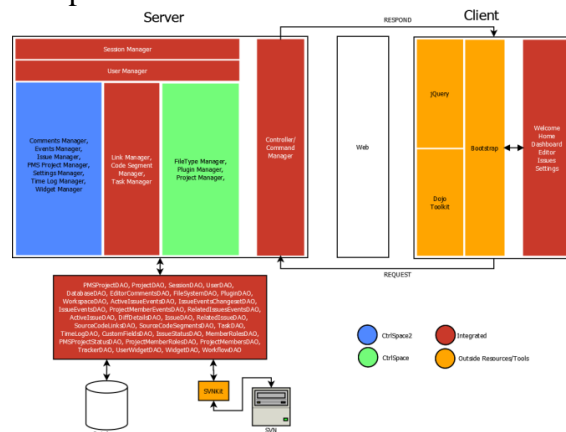 Server
Client
RESPOND
Session Manager
User Manager
Comments Manager,
Events Manager,
Issue Manager,
PMS Project Manager,
Settings Manager,
Time Log Manager,
Widget Manager
Link Manager,
Code Segment
Manager,
Task Manager
FileType Manager,
Plugin Manager,
Project Manager,
Controller/
Command
Manager
Web
jQuery
Dojo
Toolkit
Bootstrap
Welcome
Home
Dashboard
Editor
Issues
Settings
REQUEST
PMSProjectDAO, ProjectDAO, SessionDAO, UserDAO,
DatabaseDAO, EditorCommentsDAO, FileSystemDAO, PluginDAO,
WorkspaceDAO, ActiveIssueEventsDAO, IssueEventsChangesetDAO,
IssueEventsDAO, ProjectMemberEventsDAO, RelatedIssuesEventsDAO,
ActiveIssueDAO, DiffDetailsDAO, IssueDAO, RelatedIssueDAO,
SourceCodeLinksDAO, SourceCodeSegmentsDAO, TaskDAO,
TimeLogDAO, CustomFieldsDAO, IssueStatusDAO, MemberRolesDAO,
PMSProjectStatusDAO, ProjectMemberRolesDAO, ProjectMembersDAO,
TrackerDAO, UserWidgetDAO, WidgetDAO, WorkflowDAO
SVNKit
SVN
CtrlSpace2
Integrated
CtrlSpace
Outside Resources/Tools